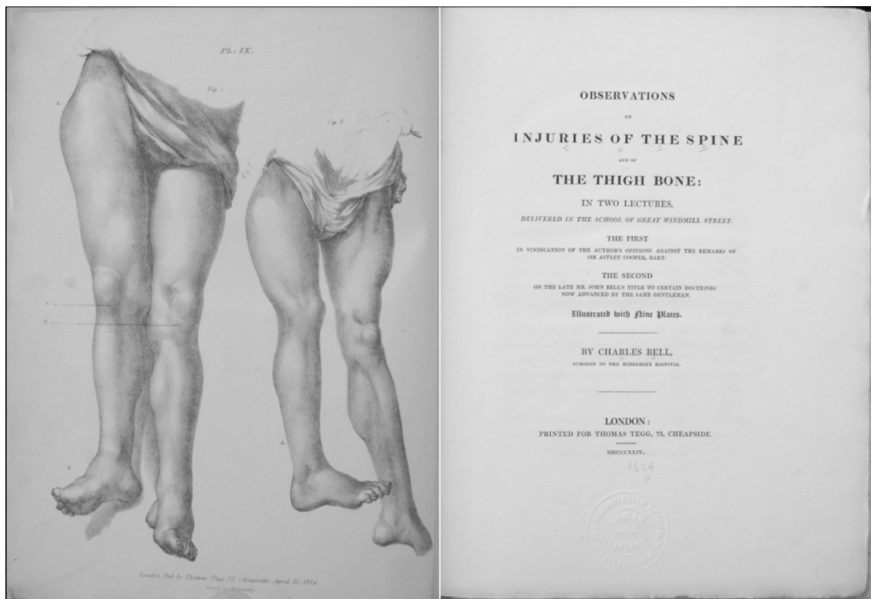 PL: IX.
Fig. 1
Fig. 2
A
B
London, Pub. by Thomas Tegg 73 Cheapside April 21, 1824
OBSERVATIONS
ON
INJURIES OF THE SPINE
AND OF
THE THIGH BONE:
IN TWO LECTURES,
DELIVERED IN THE SCHOOL OF GREAT WINDMILL STREET.
THE FIRST
IN VINDICATION OF THE AUTHOR'S OPINIONS AGAINST THE REMARKS OF
SIR ASTLEY COOPER, BART.
THE SECOND
ON THE LATE MR. JOHN BELL'S TITLE TO CERTAIN DOCTRINES
NOW ADVANCED BY THE SAME GENTLEMAN.
Illustrated with Nine Plates.
BY CHARLES BELL,
SURGEON TO THE MIDDLESEX HOSPITAL.
LONDON:
PRINTED FOR THOMAS TEGG, 73, CHEAPSIDE.
MDCCCXXIV.
1824